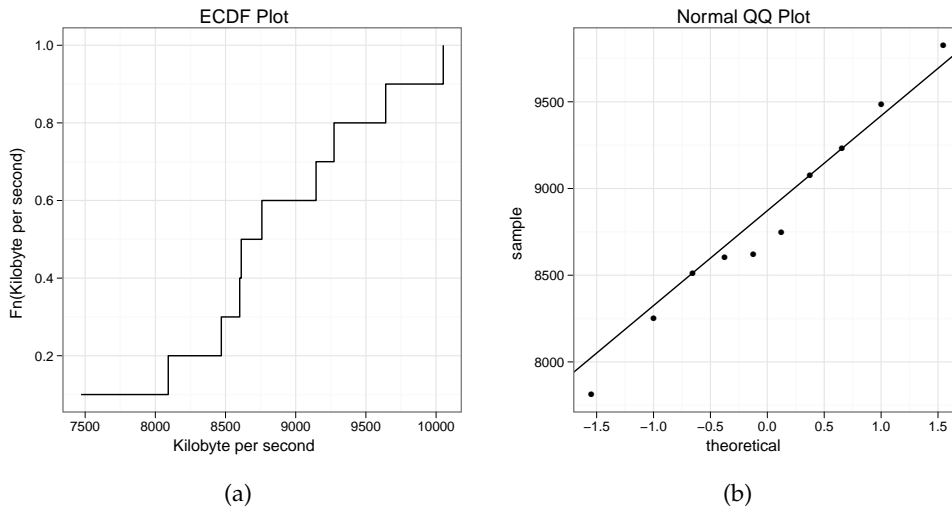 ECDF Plot
Fn(Kilobyte per second)
1.0
0.8
0.6
0.4
0.2
7500 8000 8500 9000 9500 10000
Kilobyte per second
(a)
Normal QQ Plot
sample
9500
9000
8500
8000
−1.5 −1.0 −0.5 0.0 0.5 1.0 1.5
theoretical
(b)